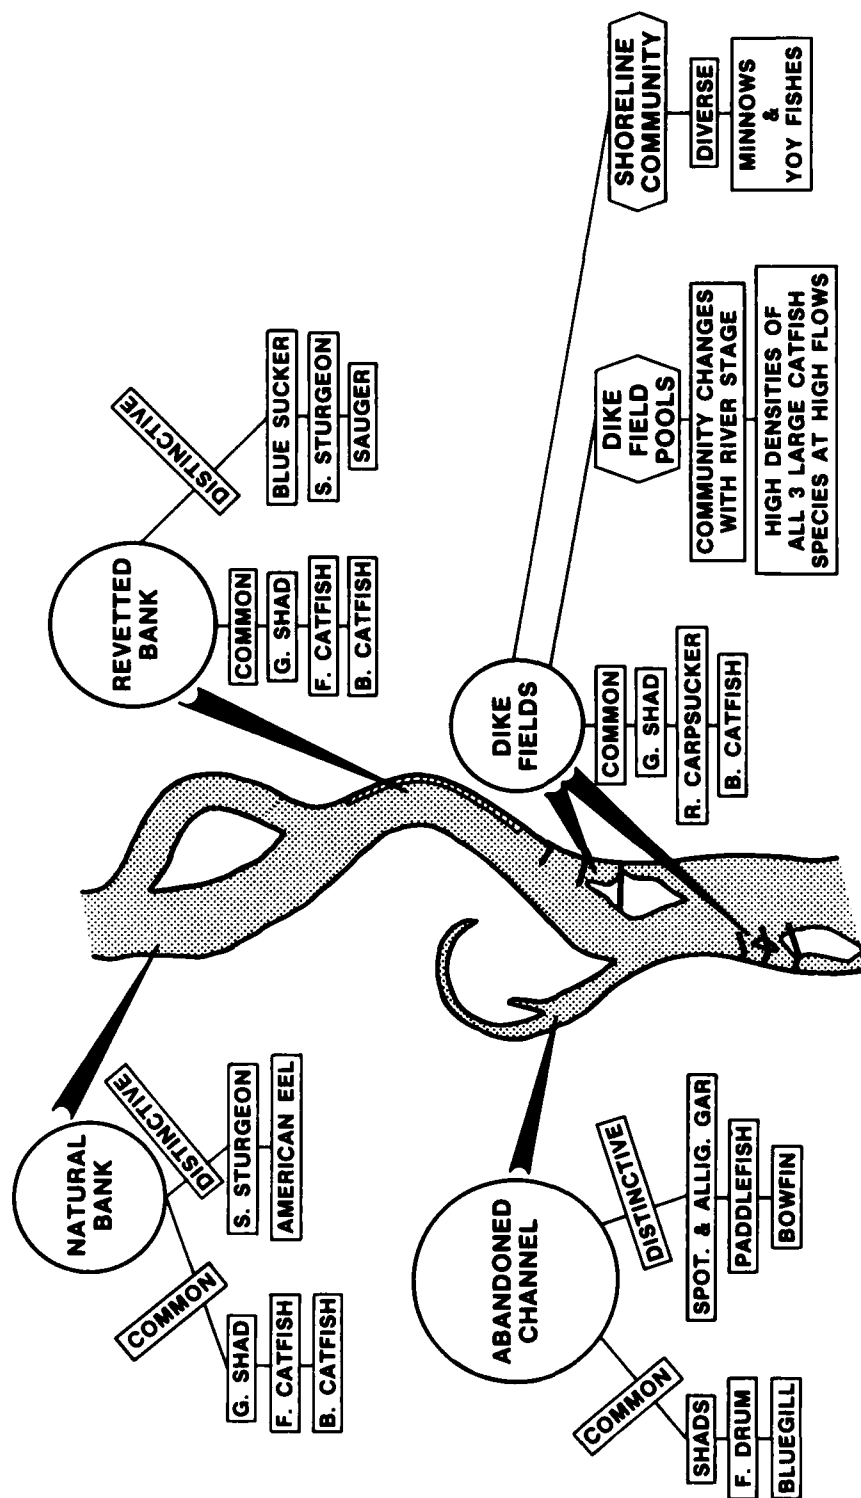 NATURAL
BANK
COMMON
G. SHAD
F. CATFISH
B. CATFISH
DISTINCTIVE
S. STURGEON
AMERICAN EEL
REVETTED
BANK
COMMON
G. SHAD
F. CATFISH
B. CATFISH
DISTINCTIVE
BLUE SUCKER
S. STURGEON
SAUGER
ABANDONED
CHANNEL
COMMON
SHADS
F. DRUM
BLUEGILL
DISTINCTIVE
SPOT. & ALLIG. GAR
PADDLEFISH
BOWFIN
DIKE
FIELDS
COMMON
G. SHAD
R. CARPSUCKER
B. CATFISH
DIKE
FIELD
POOLS
COMMUNITY CHANGES
WITH RIVER STAGE
HIGH DENSITIES OF
ALL 3 LARGE CATFISH
SPECIES AT HIGH FLOWS
SHORELINE
COMMUNITY
DIVERSE
MINNOWS
&
YOY FISHES